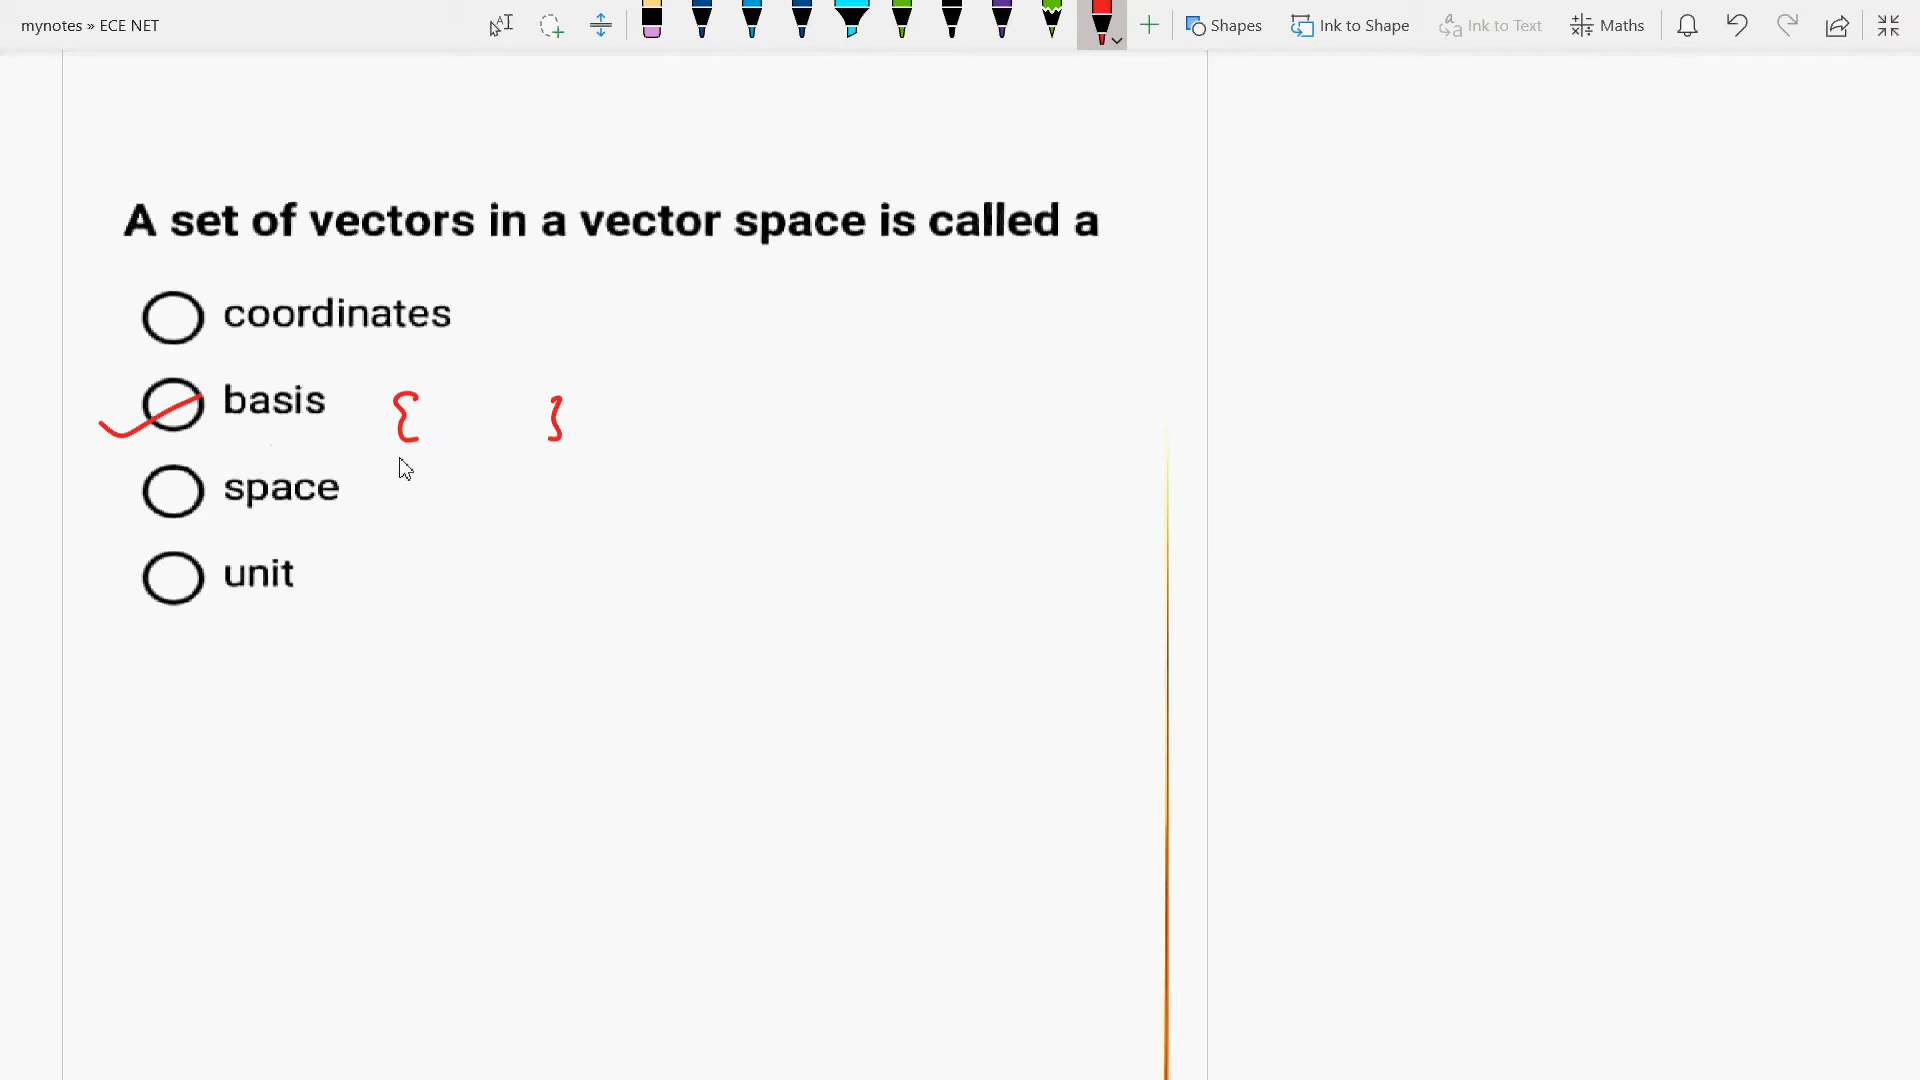 mynotes » ECE NET
Shapes
Ink to Shape
Ink to Text
Maths
A set of vectors in a vector space is called a
coordinates
basis { }
space
unit